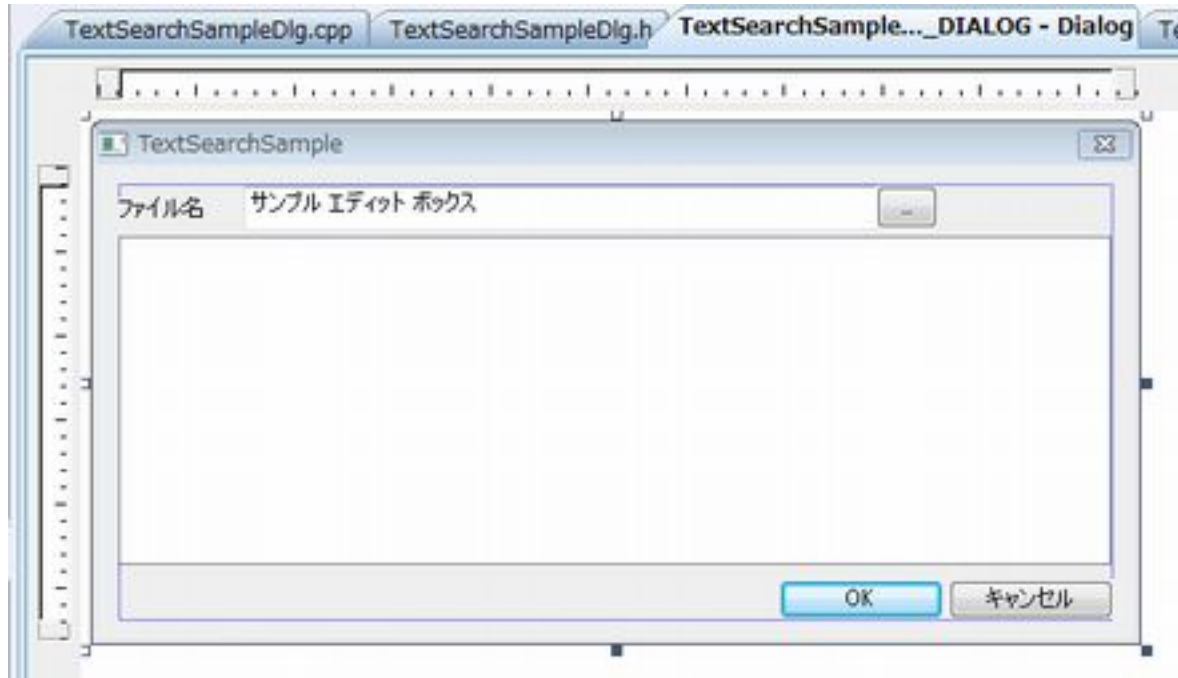 TextSearchSampleDlg.cpp TextSearchSampleDlg.h TextSearchSample..._DIALOG - Dialog Te
TextSearchSample
ファイル名 サンプル エディット ボックス ...
OK キャンセル